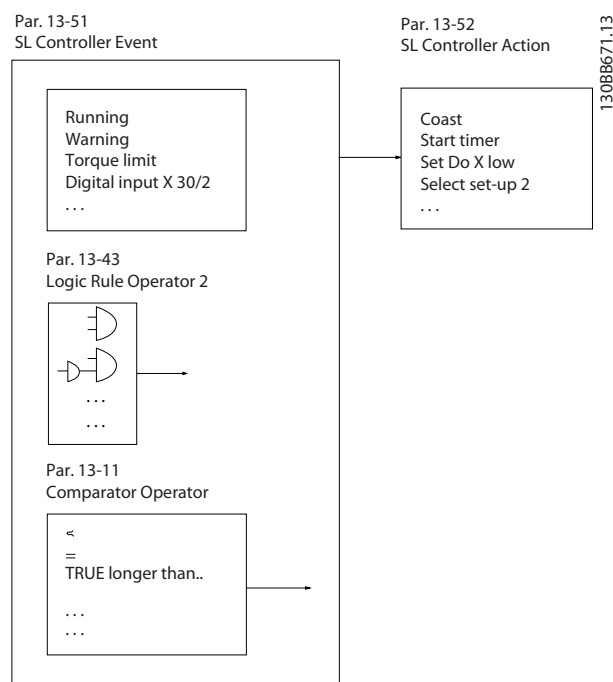 Par. 13-51
SL Controller Event
Running
Warning
Torque limit
Digital input X 30/2
. . .
Par. 13-43
Logic Rule Operator 2
. . .
. . .
Par. 13-11
Comparator Operator
=
TRUE longer than..
. . .
. . .
Par. 13-52
SL Controller Action
Coast
Start timer
Set Do X low
Select set-up 2
. . .
130BB671.13